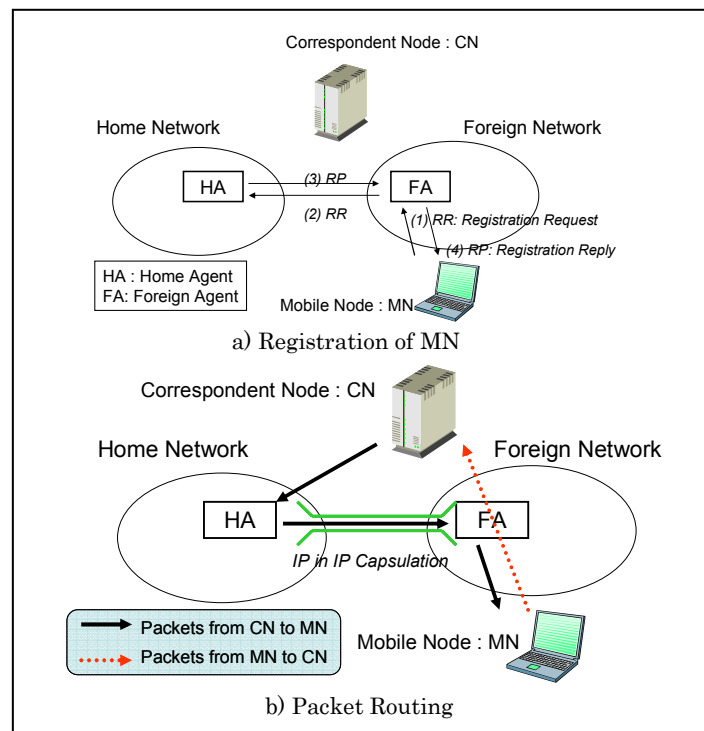 Correspondent Node : CN
Home Network
Foreign Network
HA
(3) RP
FA
(2) RR
(1) RR: Registration Request
(4) RP: Registration Reply
HA : Home Agent
FA: Foreign Agent
Mobile Node : MN
a) Registration of MN
Correspondent Node : CN
Home Network
Foreign Network
HA
FA
IP in IP Capsulation
Packets from CN to MN
Packets from MN to CN
Mobile Node : MN
b) Packet Routing